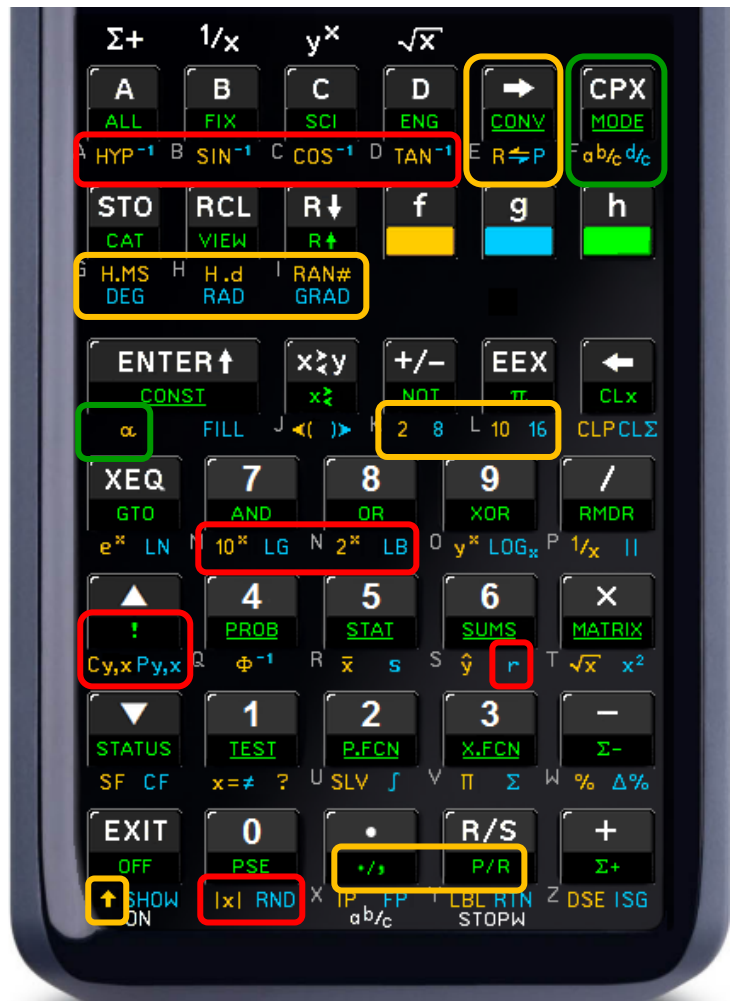 Σ+ 1/x yˣ √x
A B C D ➡ CPX
ALL FIX SCI ENG CONV MODE
A HYP⁻¹ B SIN⁻¹ C COS⁻¹ D TAN⁻¹ E R⇆P F a b/c d/c
STO RCL R↓ f g h
CAT VIEW R↑
G H.MS H H.d I RAN#
DEG RAD GRAD
ENTER↑ x≷y +/− EEX ←
CONST x≷ NOT π CLx
α FILL J ◀( )▶ K 2 8 L 10 16 CLP CLΣ
XEQ 7 8 9 /
GTO AND OR XOR RMDR
eˣ LN M 10ˣ LG N 2ˣ LB O yˣ LOGₓ P 1/x ||
▲ 4 5 6 ×
! PROB STAT SUMS MATRIX
Cy,x Py,x Q Φ⁻¹ R x̄ s S ŷ r T √x x²
▼ 1 2 3 −
STATUS TEST P.FCN X.FCN Σ−
SF CF x=≠ ? U SLV ∫ V Π Σ W % Δ%
EXIT 0 . R/S +
OFF PSE ./, P/R Σ+
↑ SHOW |x| RND X IP FP Y LBL RTN Z DSE ISG
ON a b/c STOPW